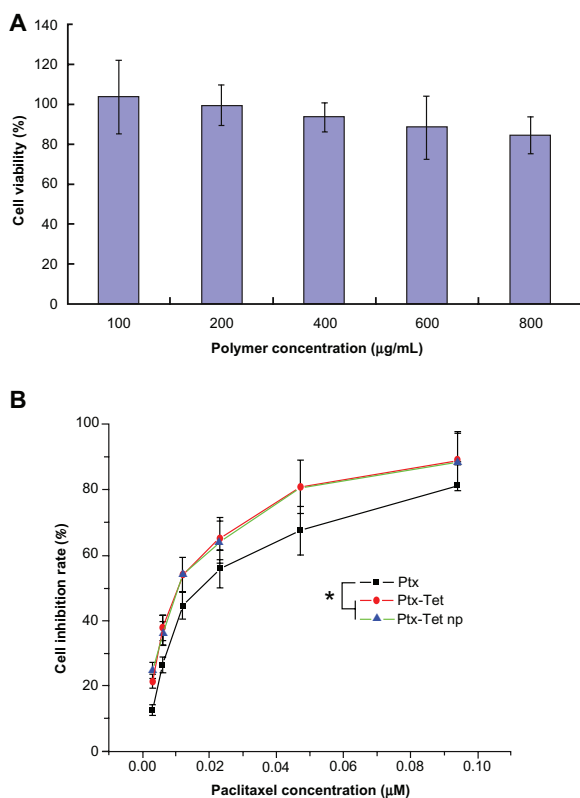 A
140
120
100
80
60
40
20
0
Cell viability (%)
100 200 400 600 800
Polymer concentration (μg/mL)
B
100
80
60
40
20
0
Cell inhibition rate (%)
* Ptx
Ptx-Tet
Ptx-Tet np
0.00 0.02 0.04 0.06 0.08 0.10
Paclitaxel concentration (μM)